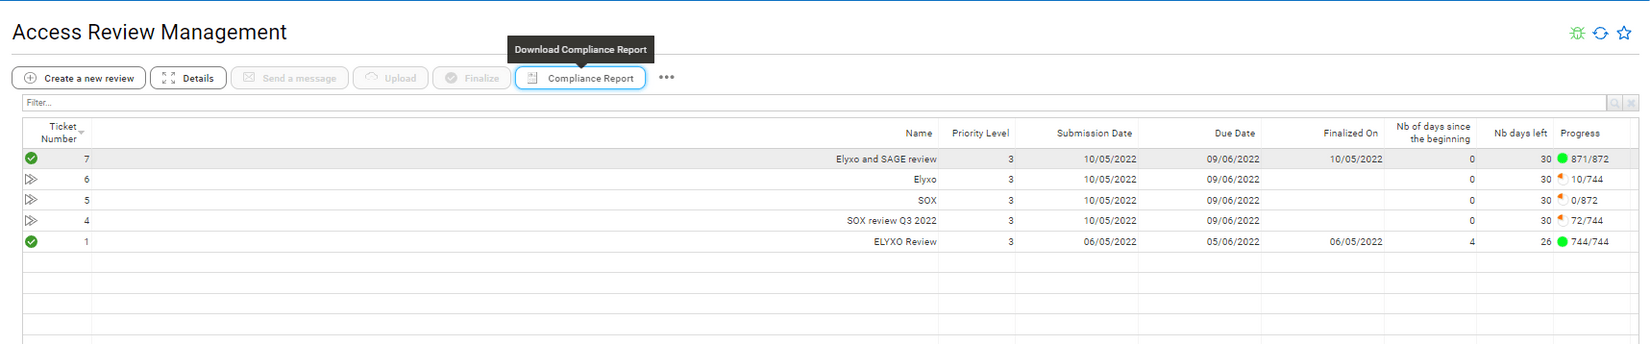 Access Review Management
Download Compliance Report
Create a new review Details Send a message Upload Finalize Compliance Report •••
Filter...
Ticket Number Name Priority Level Submission Date Due Date Finalized On Nb of days since the beginning Nb days left Progress
7 Elyxo and SAGE review 3 10/05/2022 09/06/2022 10/05/2022 0 30 871/872
6 Elyxo 3 10/05/2022 09/06/2022 0 30 10/744
5 SOX 3 10/05/2022 09/06/2022 0 30 0/872
4 SOX review Q3 2022 3 10/05/2022 09/06/2022 0 30 72/744
1 ELYXO Review 3 06/05/2022 05/06/2022 06/05/2022 4 26 744/744